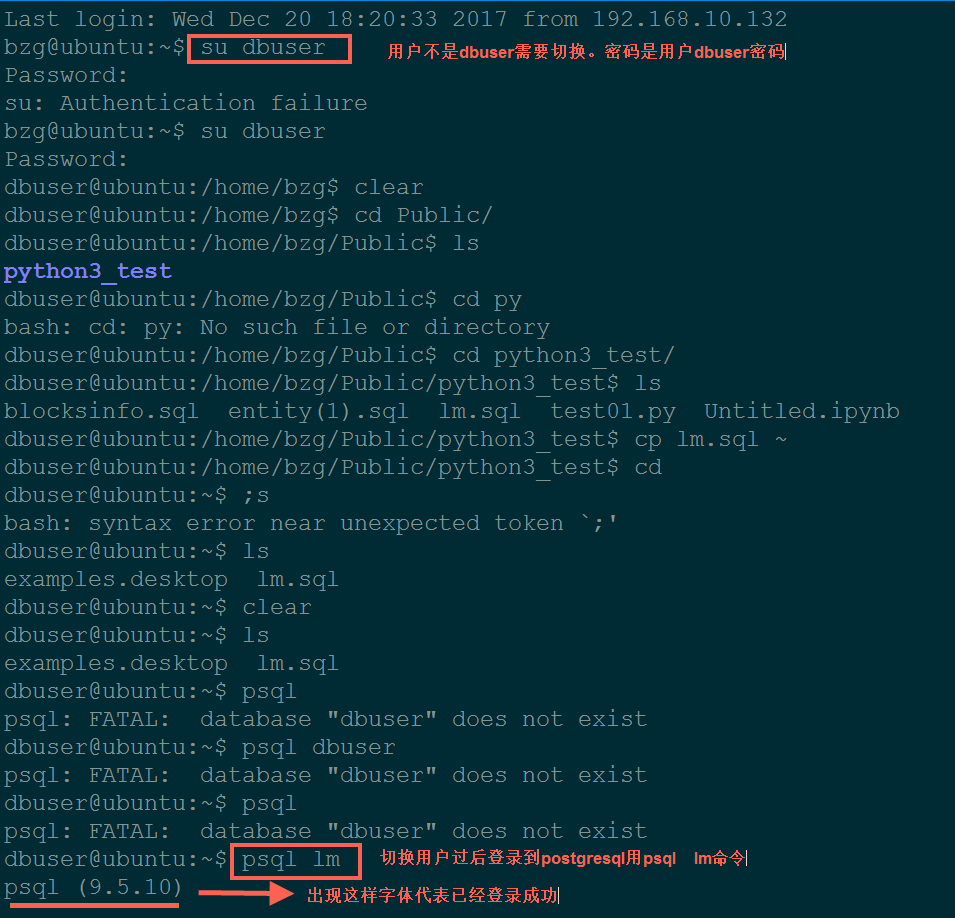 Last login: Wed Dec 20 18:20:33 2017 from 192.168.10.132
bzg@ubuntu:~$ su dbuser 用户不是dbuser需要切换。密码是用户dbuser密码
Password:
su: Authentication failure
bzg@ubuntu:~$ su dbuser
Password:
dbuser@ubuntu:/home/bzg$ clear
dbuser@ubuntu:/home/bzg$ cd Public/
dbuser@ubuntu:/home/bzg/Public$ ls
python3_test
dbuser@ubuntu:/home/bzg/Public$ cd py
bash: cd: py: No such file or directory
dbuser@ubuntu:/home/bzg/Public$ cd python3_test/
dbuser@ubuntu:/home/bzg/Public/python3_test$ ls
blocksinfo.sql  entity(1).sql  lm.sql  test01.py  Untitled.ipynb
dbuser@ubuntu:/home/bzg/Public/python3_test$ cp lm.sql ~
dbuser@ubuntu:/home/bzg/Public/python3_test$ cd
dbuser@ubuntu:~$ ;s
bash: syntax error near unexpected token `;'
dbuser@ubuntu:~$ ls
examples.desktop  lm.sql
dbuser@ubuntu:~$ clear
dbuser@ubuntu:~$ ls
examples.desktop  lm.sql
dbuser@ubuntu:~$ psql
psql: FATAL:  database "dbuser" does not exist
dbuser@ubuntu:~$ psql dbuser
psql: FATAL:  database "dbuser" does not exist
dbuser@ubuntu:~$ psql
psql: FATAL:  database "dbuser" does not exist
dbuser@ubuntu:~$ psql lm 切换用户过后登录到postgresql用psql lm命令
psql (9.5.10) 出现这样字体代表已经登录成功